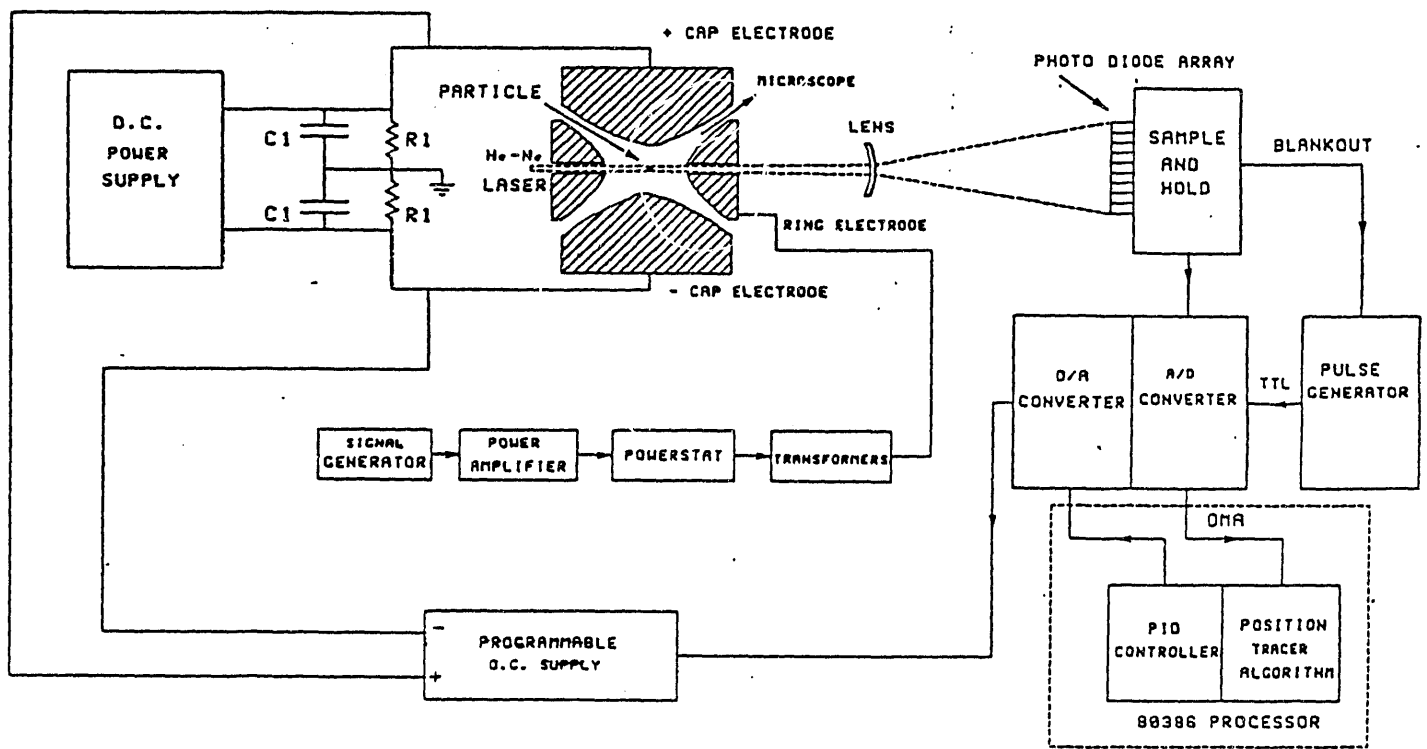 + CAP ELECTRODE
PHOTO DIODE ARRAY
MICROSCOPE
PARTICLE
D.C.
POWER
SUPPLY
C1
R1
LENS
SAMPLE
AND
HOLD
BLANKOUT
He-Ne
LASER
C1
R1
RING ELECTRODE
- CAP ELECTRODE
D/A
CONVERTER
A/D
CONVERTER
TTL
PULSE
GENERATOR
SIGNAL
GENERATOR
POWER
AMPLIFIER
POWERSTAT
TRANSFORMERS
DMA
-
+
PROGRAMMABLE
D.C. SUPPLY
PID
CONTROLLER
POSITION
TRACER
ALGORITHM
80386 PROCESSOR